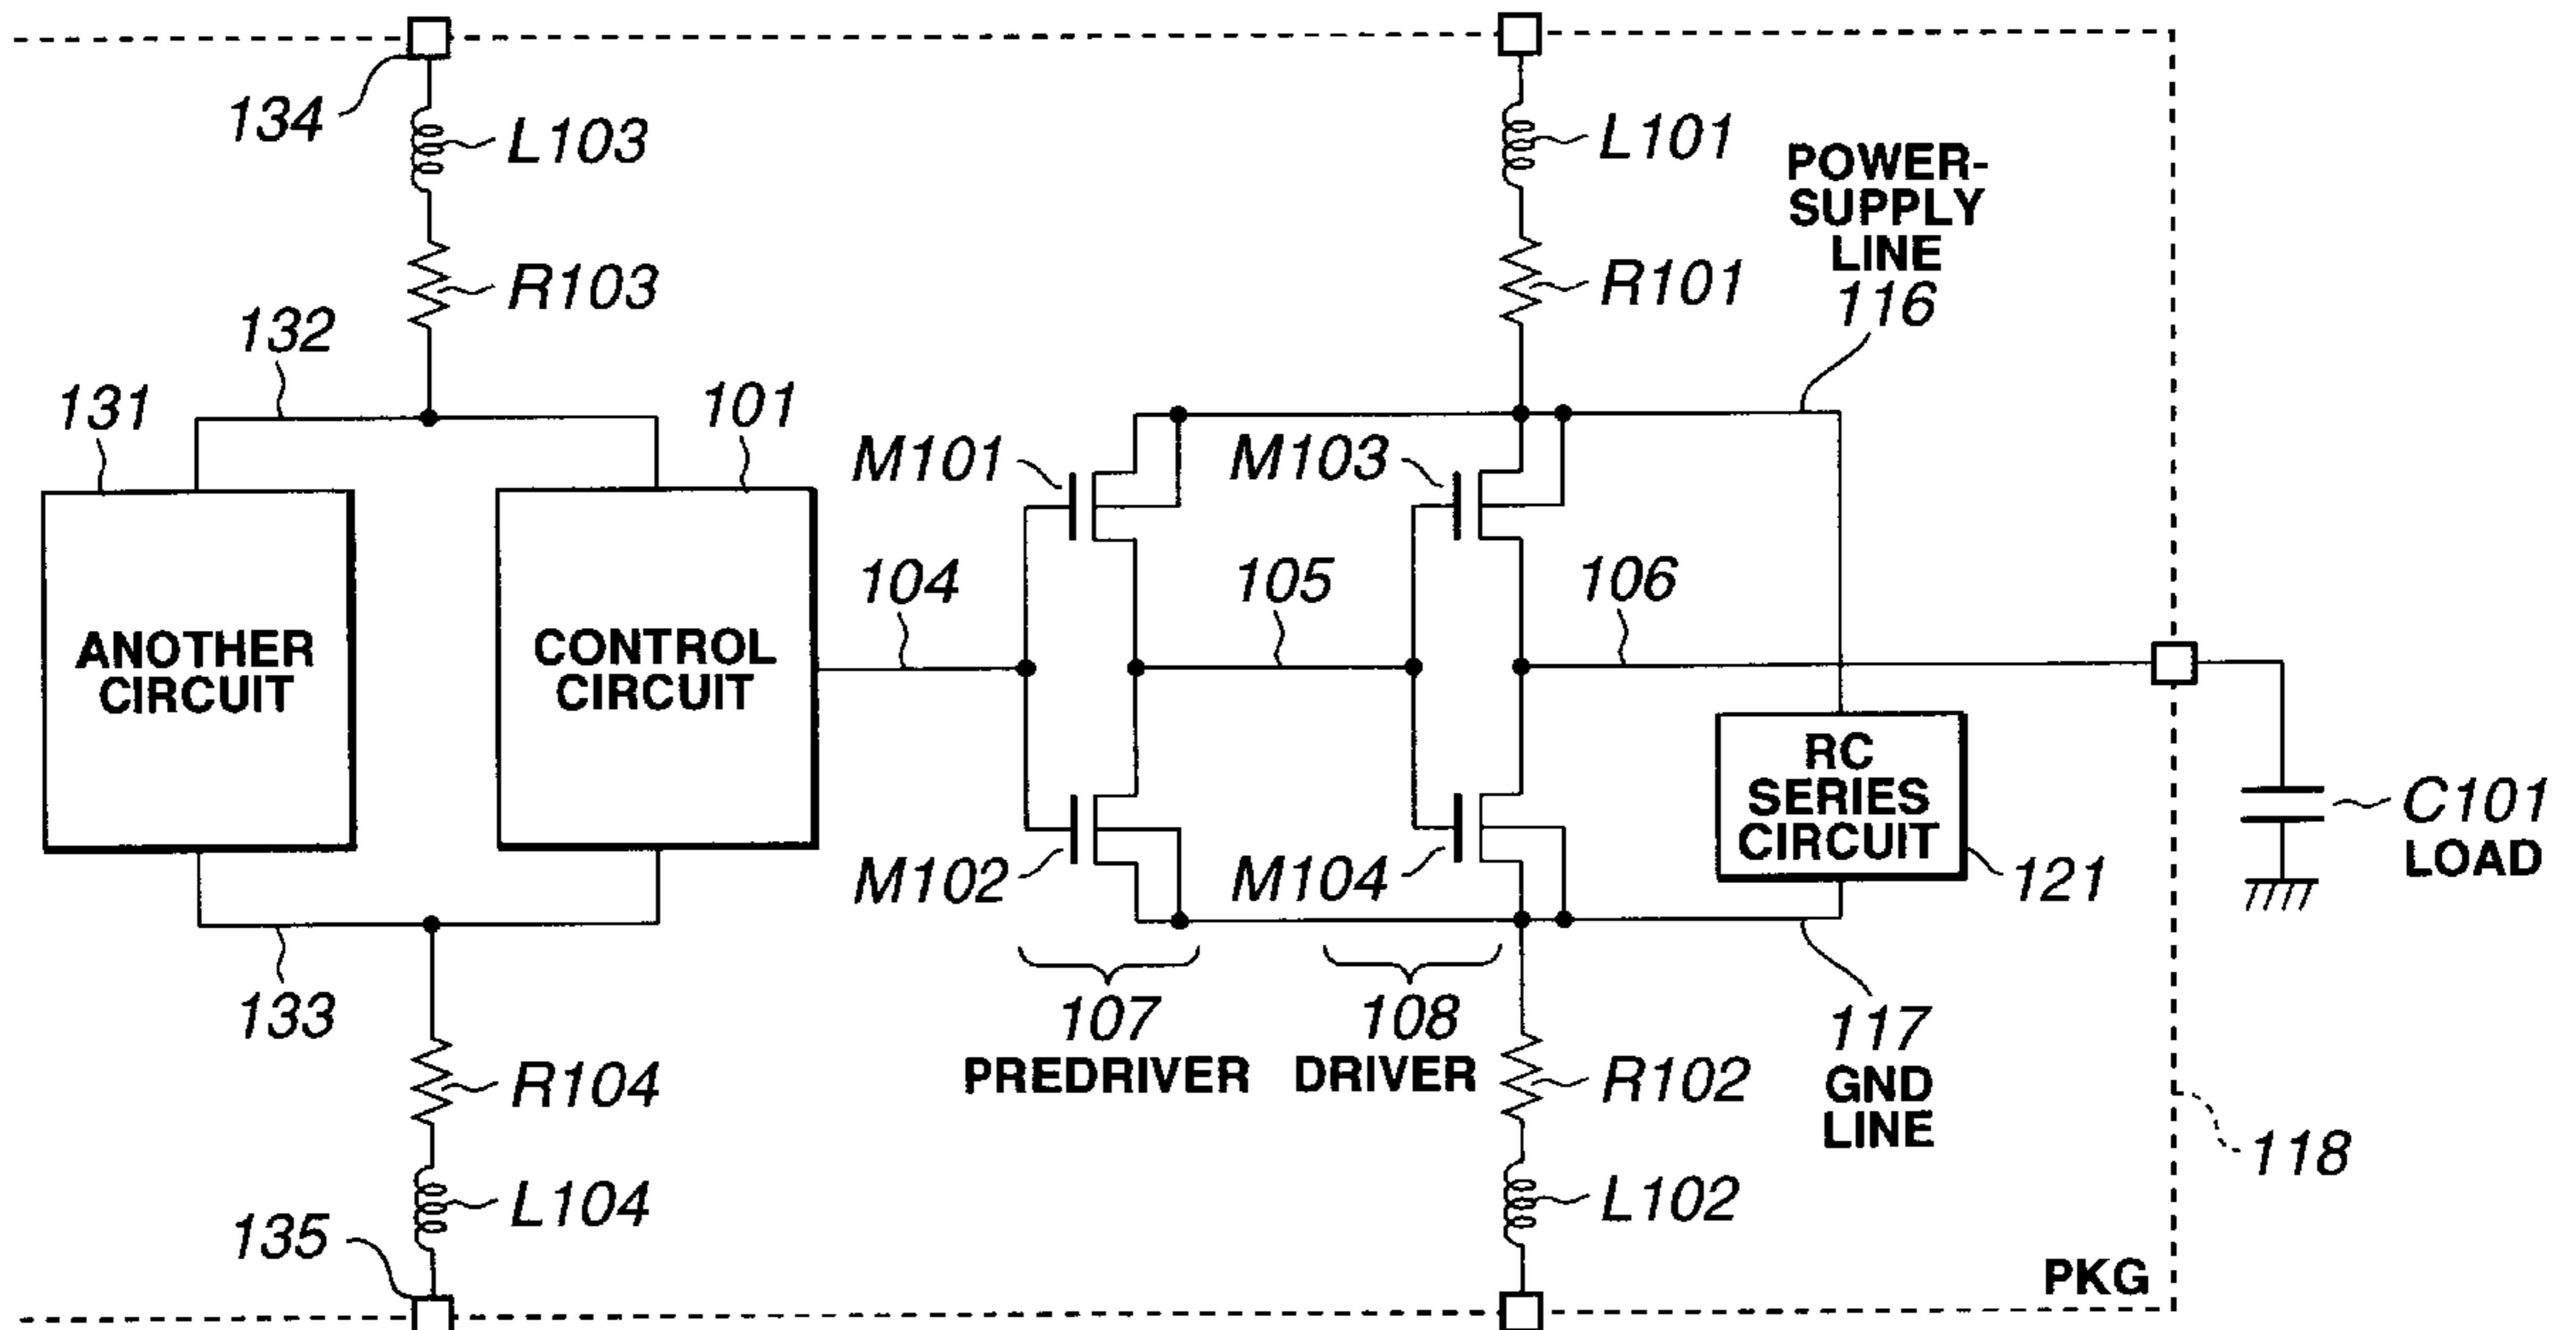 134
L103
L101
POWER-
SUPPLY
LINE
116
R103
R101
132
131
101
M101
M103
ANOTHER
CIRCUIT
CONTROL
CIRCUIT
104
105
106
RC
SERIES
CIRCUIT
121
C101
LOAD
M102
M104
133
107
PREDRIVER
108
DRIVER
117
GND
LINE
R104
R102
118
L104
L102
135
PKG